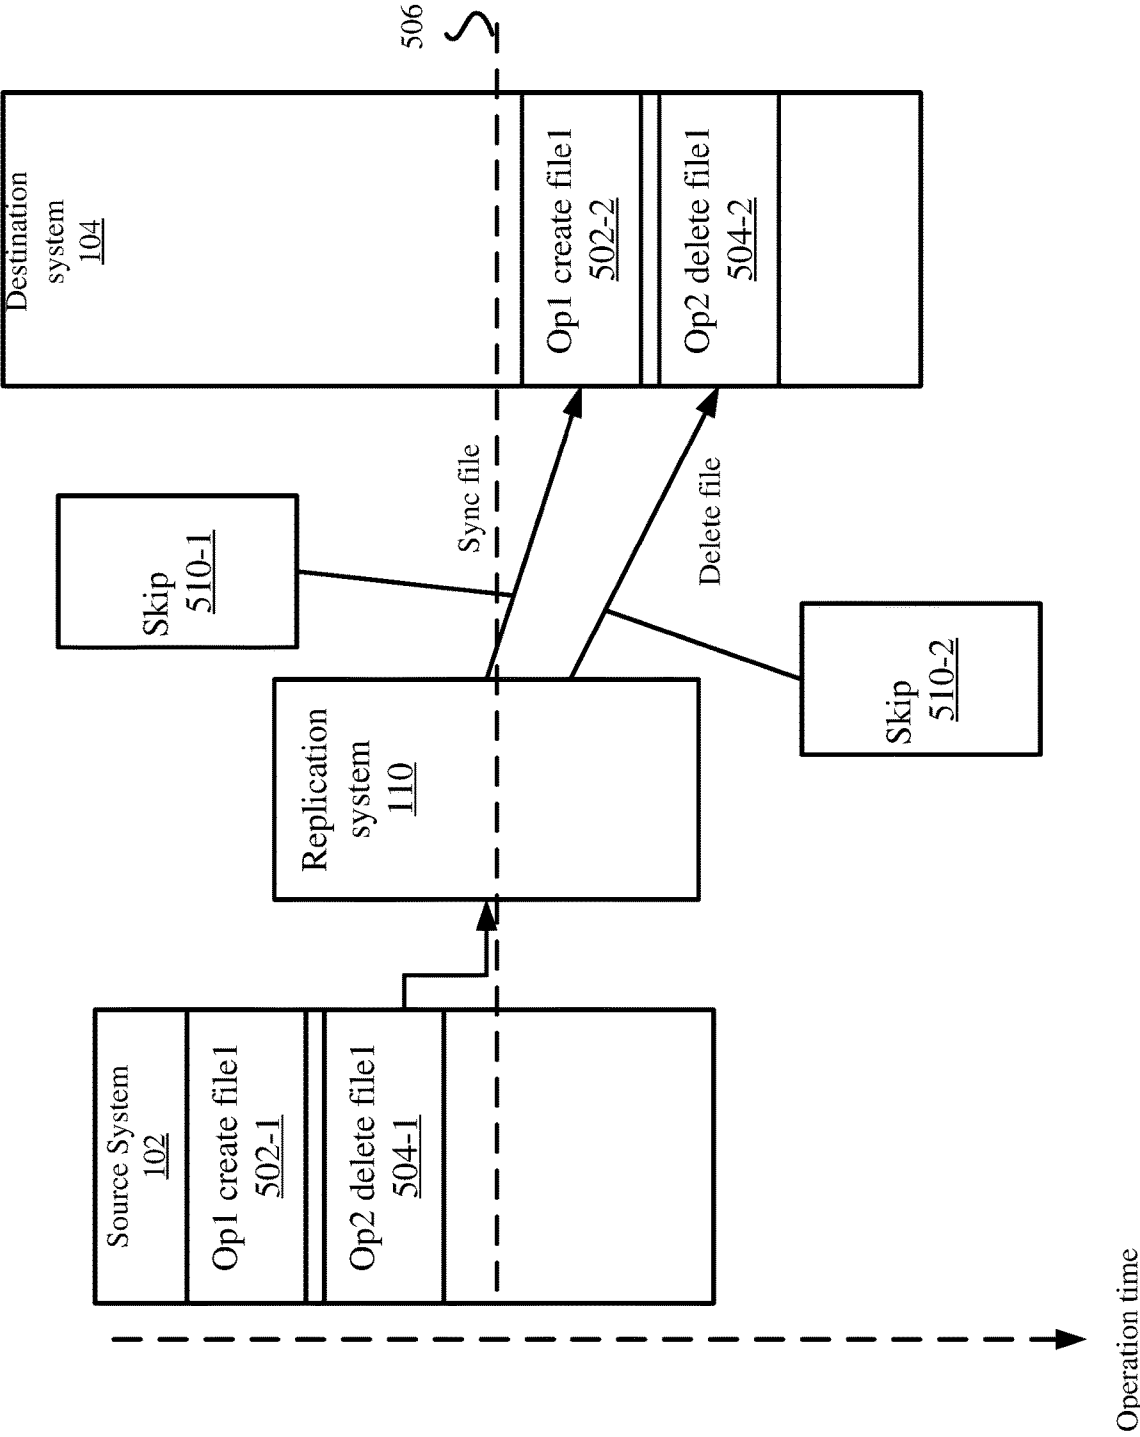 Source System
102
Op1 create file1
502-1
Op2 delete file1
504-1
Replication
system
110
Skip
510-1
Sync file
Delete file
Skip
510-2
Destination
system
104
Op1 create file1
502-2
Op2 delete file1
504-2
506
Operation time